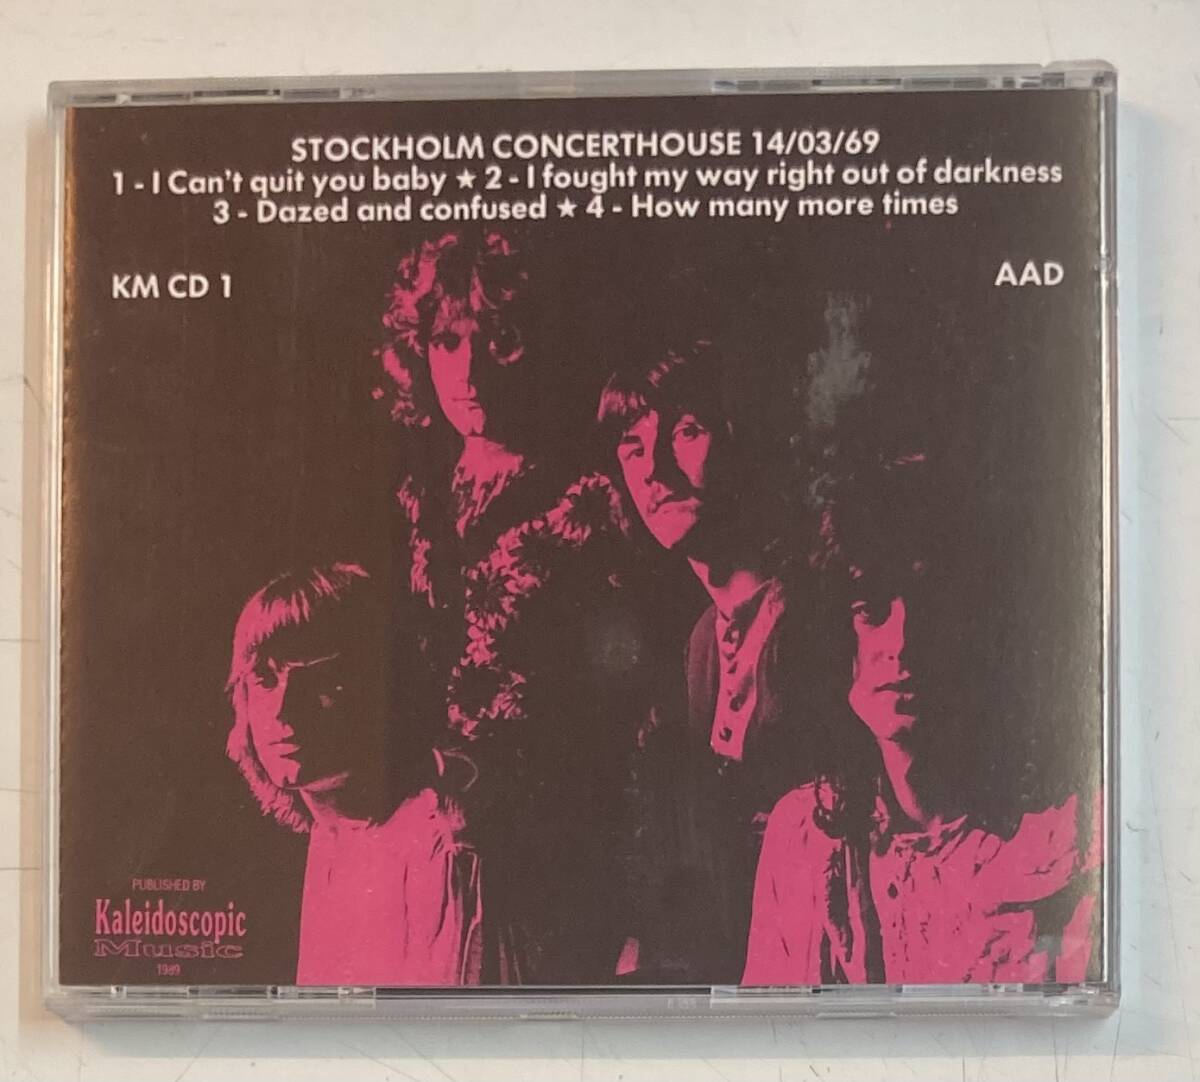 STOCKHOLM CONCERTHOUSE 14/03/69
1 - I Can't quit you baby ★ 2 - I fought my way right out of darkness
3 - Dazed and confused ★ 4 - How many more times
KM CD 1
AAD
PUBLISHED BY
Kaleidoscopic
Music
1989